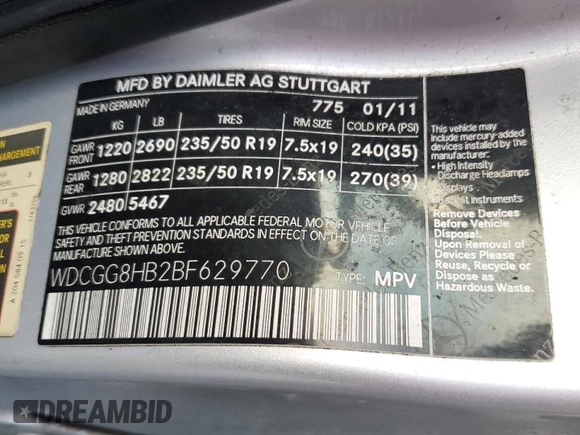 MFD BY DAIMLER AG STUTTGART
MADE IN GERMANY 775 01/11
KG LB TIRES RIM SIZE COLD KPA (PSI)
GAWR FRONT 1220 2690 235/50 R19 7.5x19 240(35)
GAWR REAR 1280 2822 235/50 R19 7.5x19 270(39)
GVWR 2480 5467
THIS VEHICLE CONFORMS TO ALL APPLICABLE FEDERAL MOTOR VEHICLE
SAFETY AND THEFT PREVENTION STANDARDS IN EFFECT ON THE DATE
OF MANUFACTURE SHOWN ABOVE.
WDCGG8HB2BF629770 TYPE: MPV
This vehicle may
include mercury-added
devices installed by the
manufacturer:
• High Intensity
Discharge Headlamps
Displays
Remove Devices
Before Vehicle
Disposal.
Upon Removal of
Devices Please
Reuse, Recycle or
Dispose as
Hazardous Waste.
A 204 584 09 15
DREAMBID